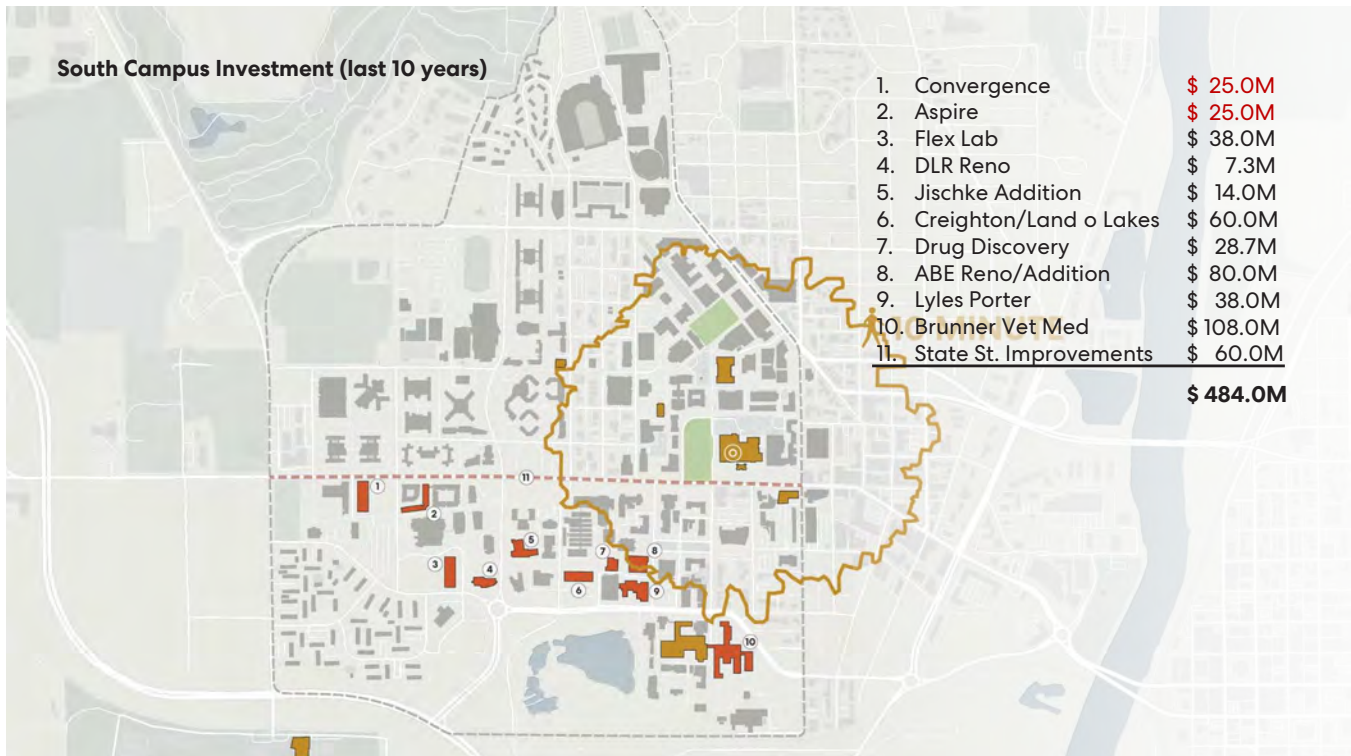 South Campus Investment (last 10 years)
1. Convergence $ 25.0M
2. Aspire $ 25.0M
3. Flex Lab $ 38.0M
4. DLR Reno $ 7.3M
5. Jischke Addition $ 14.0M
6. Creighton/Land o Lakes $ 60.0M
7. Drug Discovery $ 28.7M
8. ABE Reno/Addition $ 80.0M
9. Lyles Porter $ 38.0M
10. Brunner Vet Med $ 108.0M
11. State St. Improvements $ 60.0M
$ 484.0M
MINUTE
11
1
2
5
7
8
3
4
6
9
10